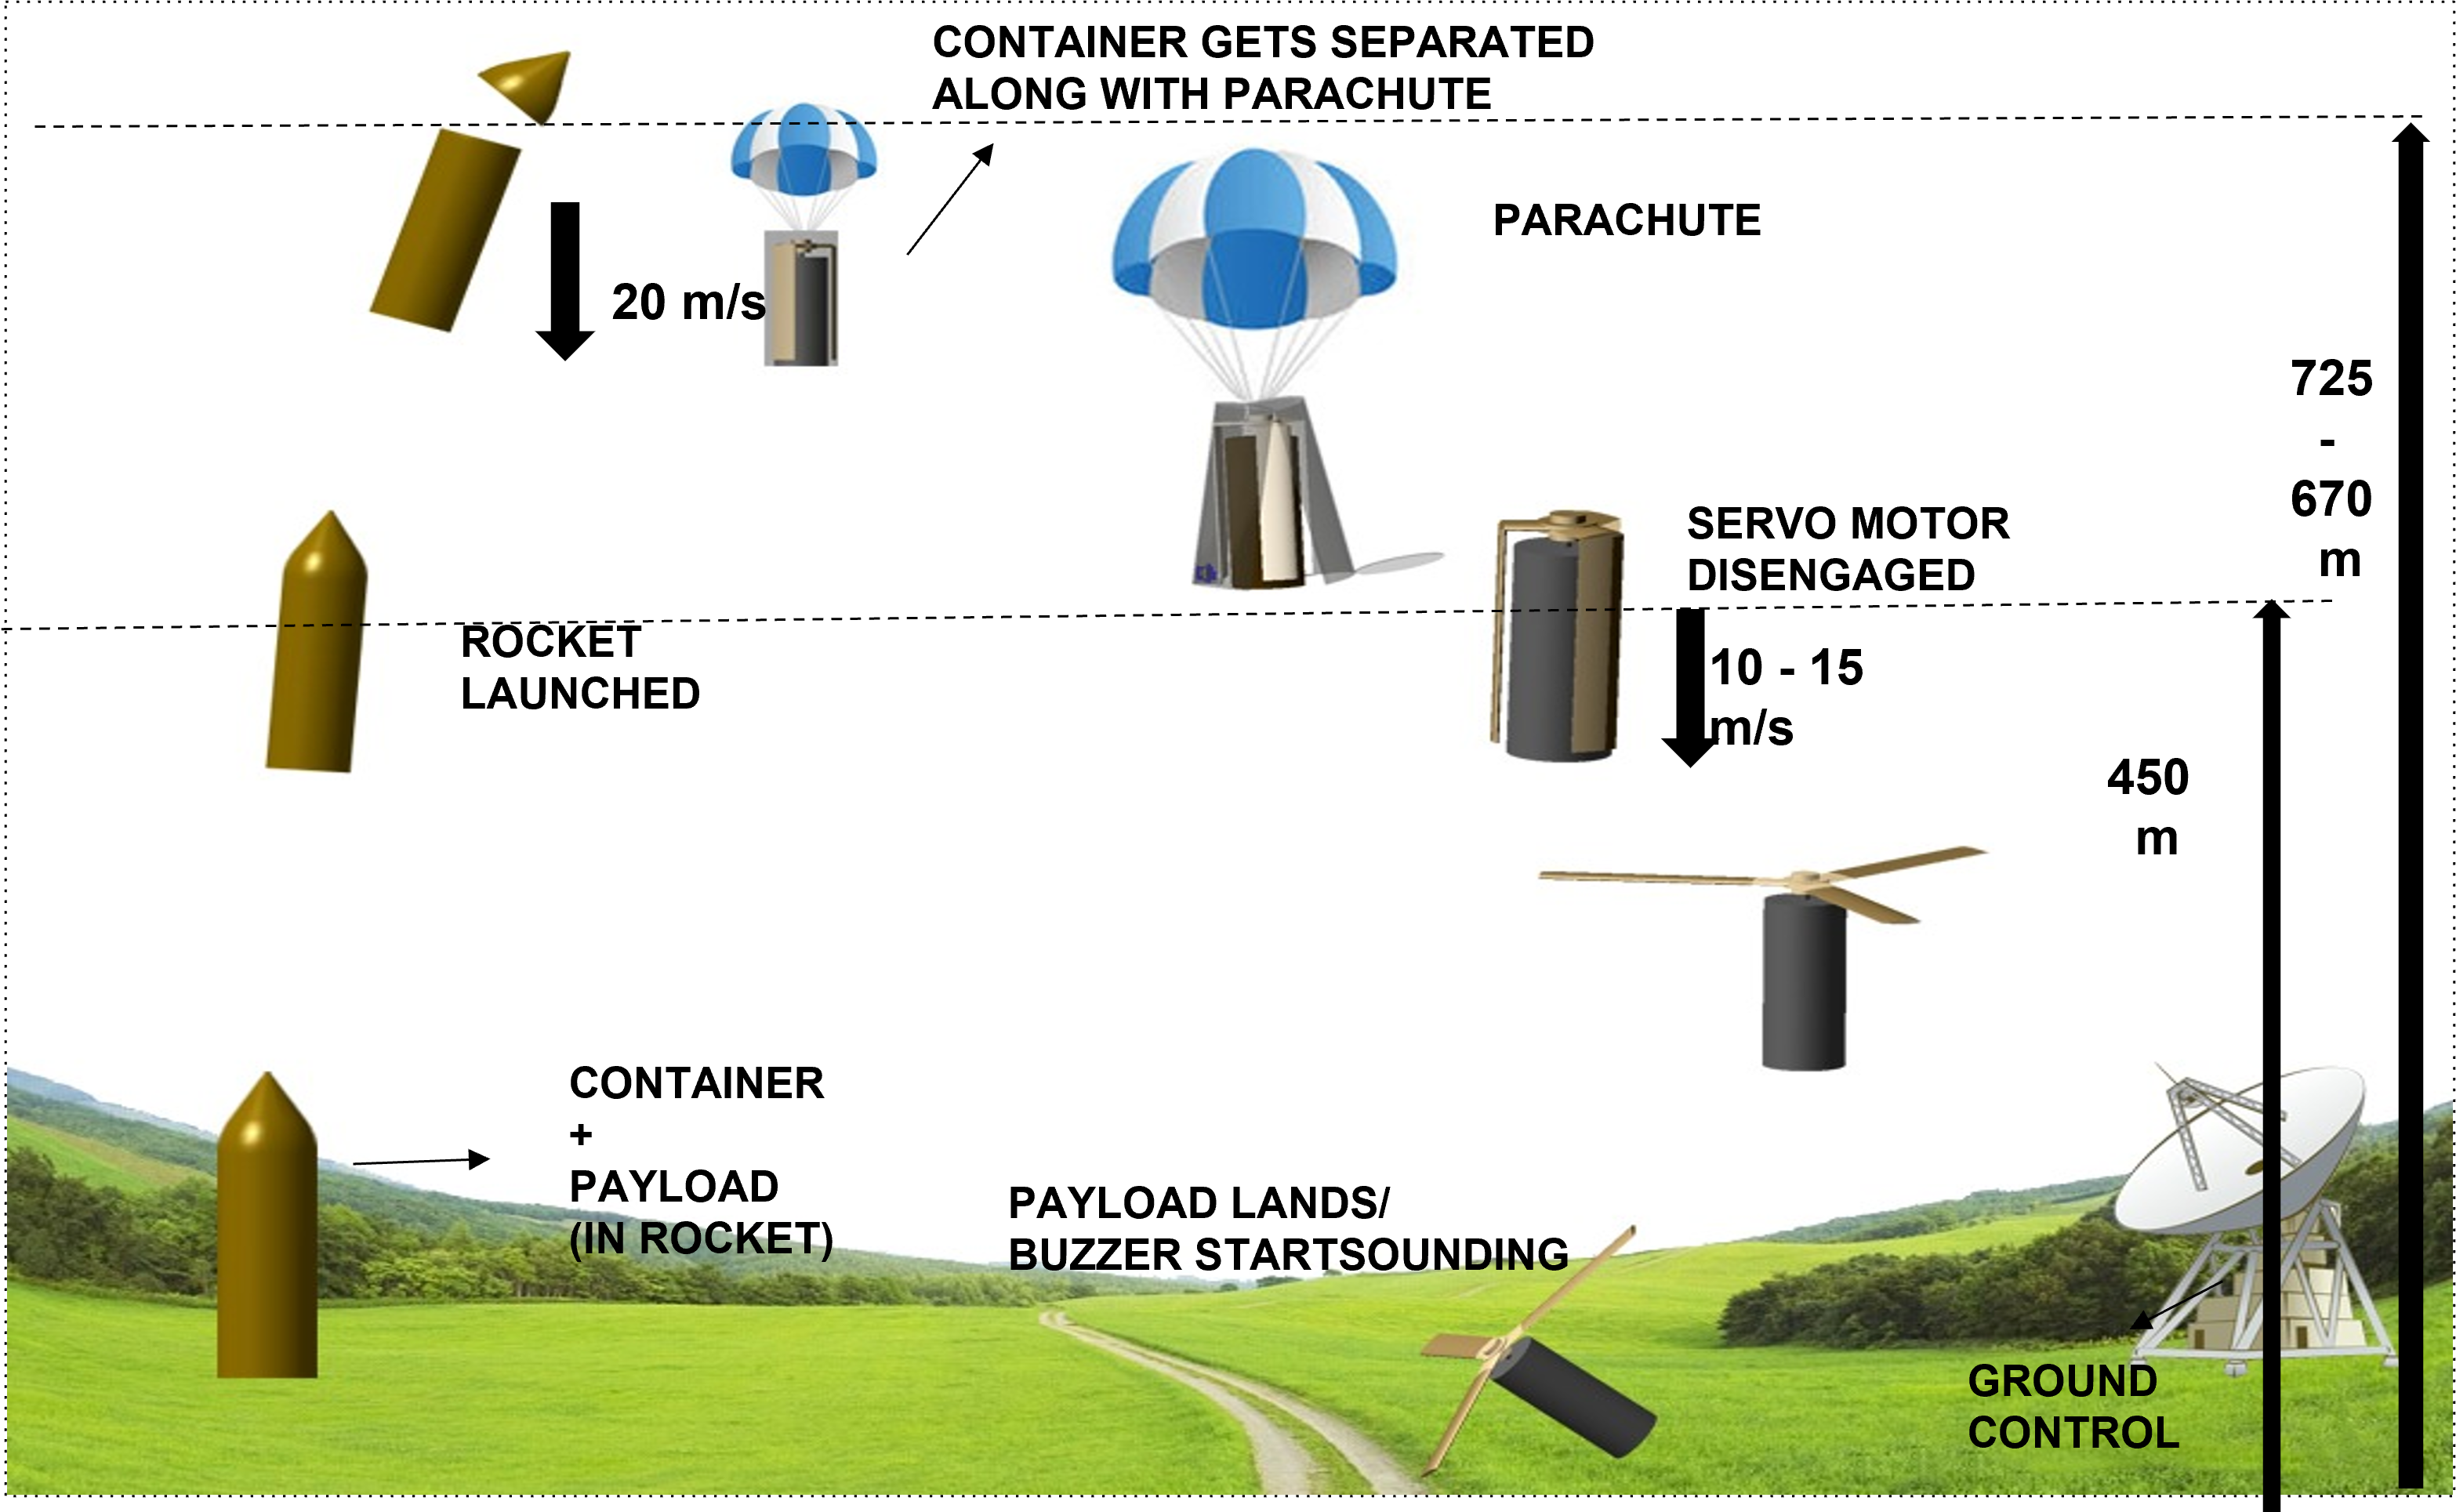 CONTAINER GETS SEPARATED
ALONG WITH PARACHUTE
PARACHUTE
20 m/s
725
-
670
m
SERVO MOTOR
DISENGAGED
ROCKET
LAUNCHED
10 - 15
m/s
450
m
CONTAINER
+
PAYLOAD
(IN ROCKET)
PAYLOAD LANDS/
BUZZER STARTSOUNDING
GROUND
CONTROL